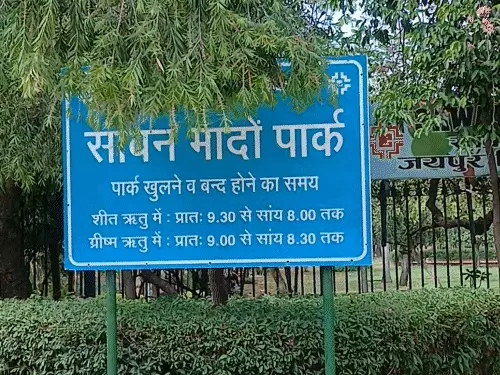 सावन भादों पार्क
पार्क खुलने व बन्द होने का समय
शीत ऋतु में : प्रातः 9.30 से सांय 8.00 तक
ग्रीष्म ऋतु में : प्रातः 9.00 से सांय 8.30 तक
जयपुर